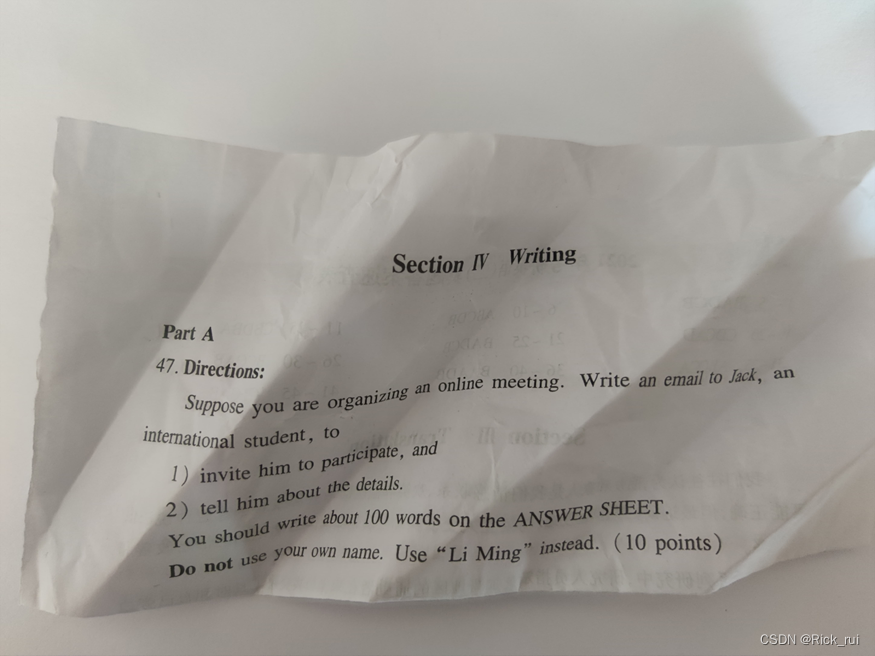 Section IV Writing
Part A
47. Directions:
Suppose you are organizing an online meeting. Write an email to Jack, an
international student, to
1) invite him to participate, and
2) tell him about the details.
You should write about 100 words on the ANSWER SHEET.
Do not use your own name. Use “Li Ming” instead. (10 points)
CSDN @Rick_rui